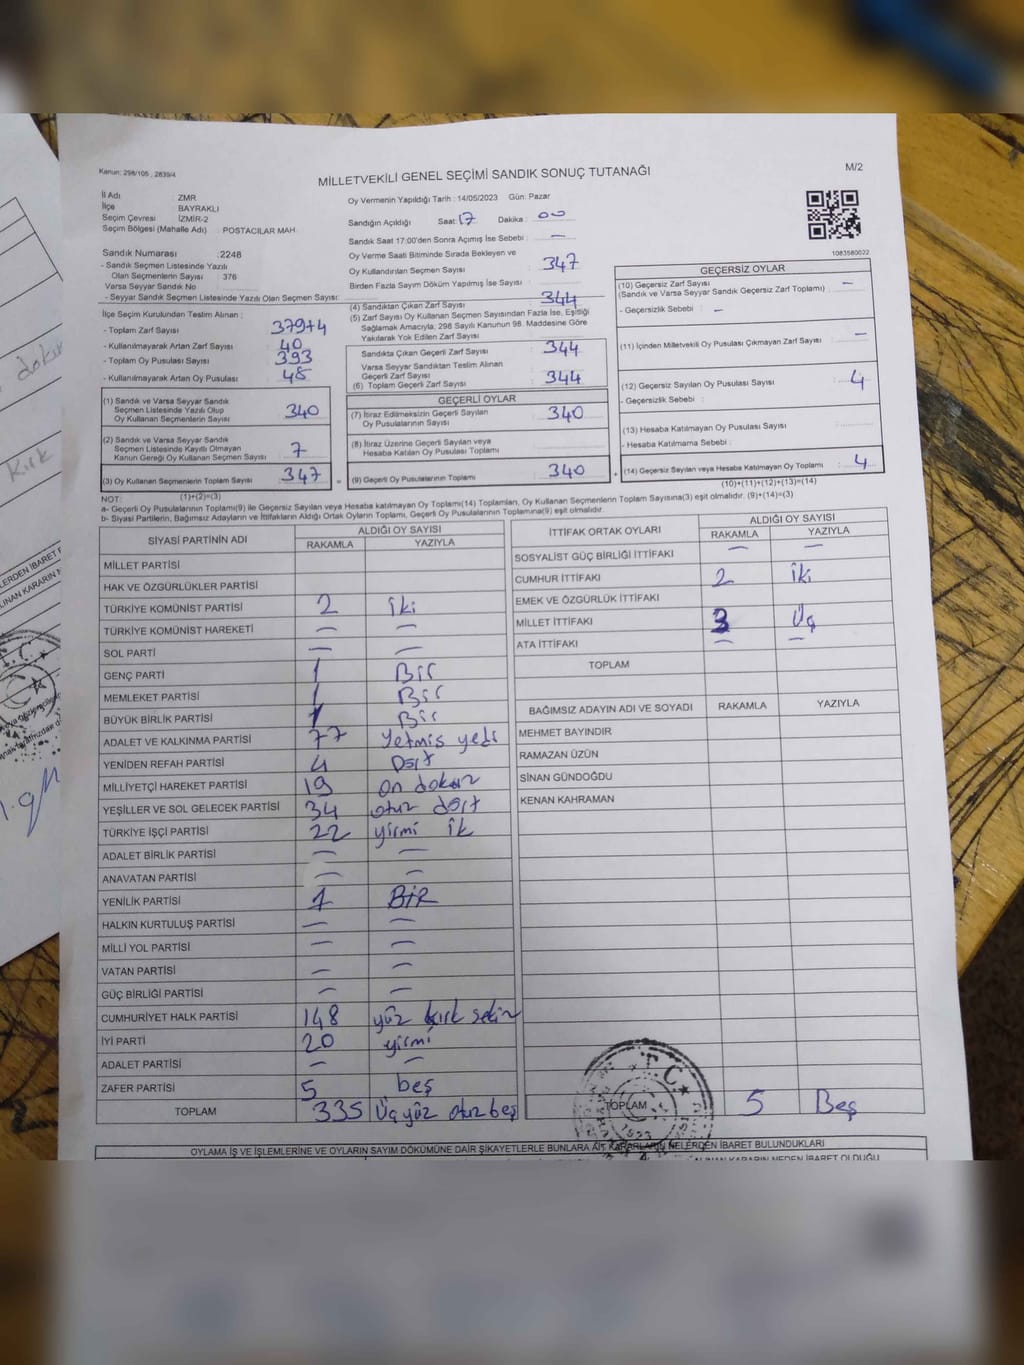 Kanun: 298/105 , 2839/4
MİLLETVEKİLİ GENEL SEÇİMİ SANDIK SONUÇ TUTANAĞI
M/2
İl Adı : ZMR
İlçe : BAYRAKLI
Seçim Çevresi : İZMİR-2
Seçim Bölgesi (Mahalle Adı) : POSTACILAR MAH.
Oy Vermenin Yapıldığı Tarih : 14/05/2023 Gün: Pazar
Sandığın Açıldığı Saat: 17 Dakika : 00
Sandık Saat 17:00'den Sonra Açımış İse Sebebi : —
Oy Verme Saati Bitiminde Sırada Bekleyen ve
Oy Kullandırılan Seçmen Sayısı 347
Birden Fazla Sayım Döküm Yapılmış İse Sayısı :
1083580022
Sandık Numarası : 2248
- Sandık Seçmen Listesinde Yazılı
Olan Seçmenlerin Sayısı : 376
Varsa Seyyar Sandık No :
- Seyyar Sandık Seçmen Listesinde Yazılı Olan Seçmen Sayısı:
İlçe Seçim Kurulundan Teslim Alınan :
- Toplam Zarf Sayısı 379+4
- Kullanılmayarak Artan Zarf Sayısı 40
- Toplam Oy Pusulası Sayısı 393
- Kullanılmayarak Artan Oy Pusulası : 48
(1) Sandık ve Varsa Seyyar Sandık
Seçmen Listesinde Yazılı Olup
Oy Kullanan Seçmenlerin Sayısı 340
(2) Sandık ve Varsa Seyyar Sandık
Seçmen Listesinde Kayıtlı Olmayan
Kanun Gereği Oy Kullanan Seçmen Sayısı 7
(3) Oy Kullanan Seçmenlerin Toplam Sayısı 347
(1)+(2)=(3)
(4) Sandıktan Çıkan Zarf Sayısı 344
(5) Zarf Sayısı Oy Kullanan Seçmen Sayısından Fazla İse, Eşitliği
Sağlamak Amacıyla, 298 Sayılı Kanunun 98. Maddesine Göre
Yakılarak Yok Edilen Zarf Sayısı
Sandıkta Çıkan Geçerli Zarf Sayısı 344
Varsa Seyyar Sandıktan Teslim Alınan
Geçerli Zarf Sayısı
(6) Toplam Geçerli Zarf Sayısı 344
GEÇERLİ OYLAR
(7) İtiraz Edilmeksizin Geçerli Sayılan
Oy Pusulalarının Sayısı 340
(8) İtiraz Üzerine Geçerli Sayılan veya
Hesaba Katılan Oy Pusulası Toplamı
= (9) Geçerli Oy Pusulalarının Toplamı 340
GEÇERSİZ OYLAR
(10) Geçersiz Zarf Sayısı —
(Sandık ve Varsa Seyyar Sandık Geçersiz Zarf Toplamı) :
- Geçersizlik Sebebi : —
(11) İçinden Milletvekili Oy Pusulası Çıkmayan Zarf Sayısı —
(12) Geçersiz Sayılan Oy Pusulası Sayısı 4
- Geçersizlik Sebebi :
(13) Hesaba Katılmayan Oy Pusulası Sayısı
- Hesaba Katılmama Sebebi :
+ (14) Geçersiz Sayılan veya Hesaba Katılmayan Oy Toplamı 4
(10)+(11)+(12)+(13)=(14)
NOT:
a- Geçerli Oy Pusulalarının Toplamı(9) ile Geçersiz Sayılan veya Hesaba Katılmayan Oy Toplamı(14) Toplamları, Oy Kullanan Seçmenlerin Toplam Sayısına(3) eşit olmalıdır. (9)+(14)=(3)
b- Siyasi Partilerin, Bağımsız Adayların ve İttifakların Aldığı Ortak Oyların Toplamı, Geçerli Oy Pusulalarının Toplamına(9) eşit olmalıdır.
SİYASİ PARTİNİN ADI ALDIĞI OY SAYISI
RAKAMLA YAZIYLA
MİLLET PARTİSİ
HAK VE ÖZGÜRLÜKLER PARTİSİ
TÜRKİYE KOMÜNİST PARTİSİ 2 iki
TÜRKİYE KOMÜNİST HAREKETİ — —
SOL PARTİ — —
GENÇ PARTİ 1 Bir
MEMLEKET PARTİSİ 1 Bir
BÜYÜK BİRLİK PARTİSİ 1 Bir
ADALET VE KALKINMA PARTİSİ 77 yetmiş yedi
YENİDEN REFAH PARTİSİ 4 Dört
MİLLİYETÇİ HAREKET PARTİSİ 19 on dokuz
YEŞİLLER VE SOL GELECEK PARTİSİ 34 otuz dört
TÜRKİYE İŞÇİ PARTİSİ 22 yirmi ik
ADALET BİRLİK PARTİSİ — —
ANAVATAN PARTİSİ — —
YENİLİK PARTİSİ 1 BİR
HALKIN KURTULUŞ PARTİSİ — —
MİLLİ YOL PARTİSİ — —
VATAN PARTİSİ — —
GÜÇ BİRLİĞİ PARTİSİ — —
CUMHURİYET HALK PARTİSİ 148 yüz kırk sekiz
İYİ PARTİ 20 yirmi
ADALET PARTİSİ — —
ZAFER PARTİSİ 5 beş
TOPLAM 335 Üçyüz otuz beş
İTTİFAK ORTAK OYLARI ALDIĞI OY SAYISI
RAKAMLA YAZIYLA
SOSYALİST GÜÇ BİRLİĞİ İTTİFAKI — —
CUMHUR İTTİFAKI 2 iki
EMEK VE ÖZGÜRLÜK İTTİFAKI
MİLLET İTTİFAKI 3 Üç
ATA İTTİFAKI — —
TOPLAM
BAĞIMSIZ ADAYIN ADI VE SOYADI RAKAMLA YAZIYLA
MEHMET BAYINDIR
RAMAZAN ÜZÜN
SİNAN GÜNDOĞDU
KENAN KAHRAMAN
T.C.
1923
TOPLAM 5 Beş
OYLAMA İŞ VE İŞLEMLERİNE VE OYLARIN SAYIM DÖKÜMÜNE DAİR ŞİKAYETLERLE BUNLARA AİT KARARLARIN NELERDEN İBARET BULUNDUKLARI